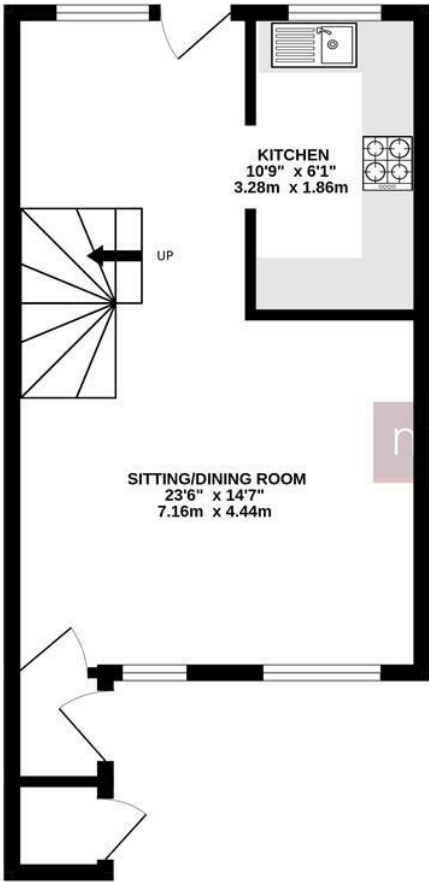 KITCHEN
10'9" x 6'1"
3.28m x 1.86m
UP
SITTING/DINING ROOM
23'6" x 14'7"
7.16m x 4.44m
n